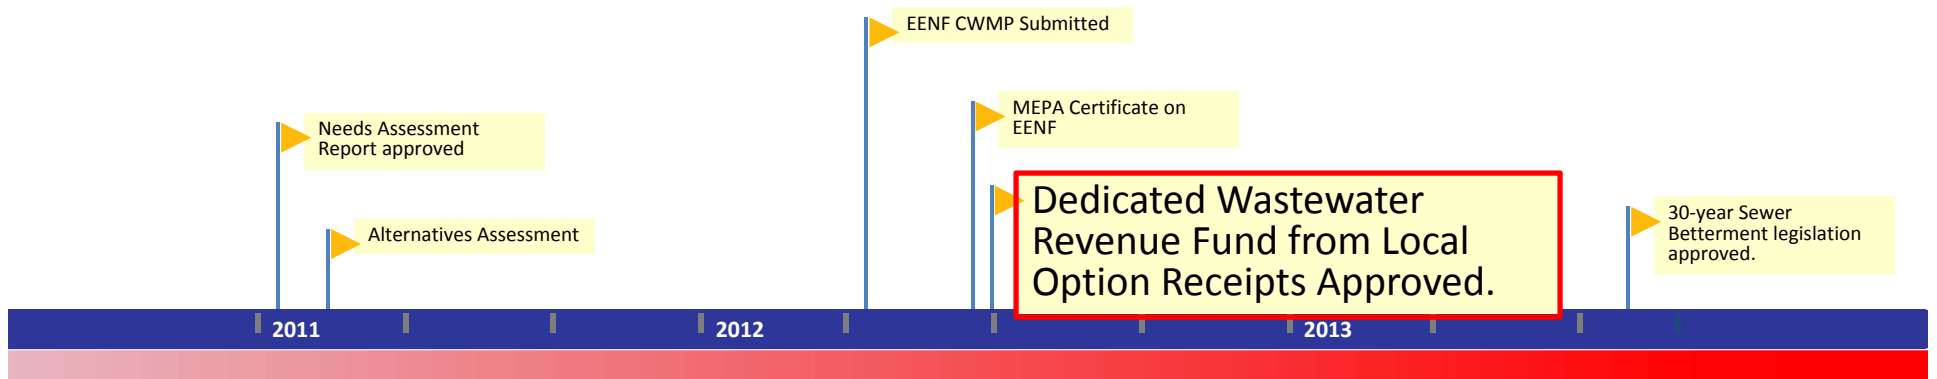 EENF CWMP Submitted
MEPA Certificate on
EENF
Needs Assessment
Report approved
Dedicated Wastewater
Revenue Fund from Local
Option Receipts Approved.
30-year Sewer
Betterment legislation
approved.
Alternatives Assessment
2011
2012
2013